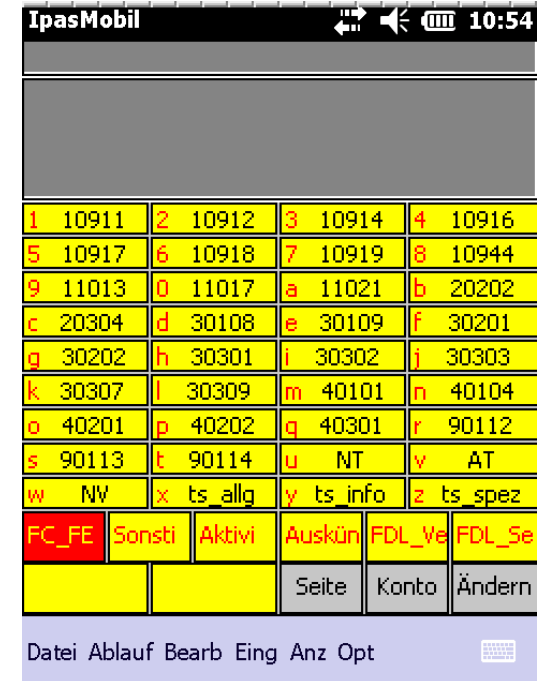 IpasMobil 10:54
1 10911 2 10912 3 10914 4 10916
5 10917 6 10918 7 10919 8 10944
9 11013 0 11017 a 11021 b 20202
c 20304 d 30108 e 30109 f 30201
g 30202 h 30301 i 30302 j 30303
k 30307 l 30309 m 40101 n 40104
o 40201 p 40202 q 40301 r 90112
s 90113 t 90114 u NT v AT
w NV x ts_allg y ts_info z ts_spez
FC_FE Sonsti Aktivi Auskün FDL_Ve FDL_Se
Seite Konto Ändern
Datei Ablauf Bearb Eing Anz Opt